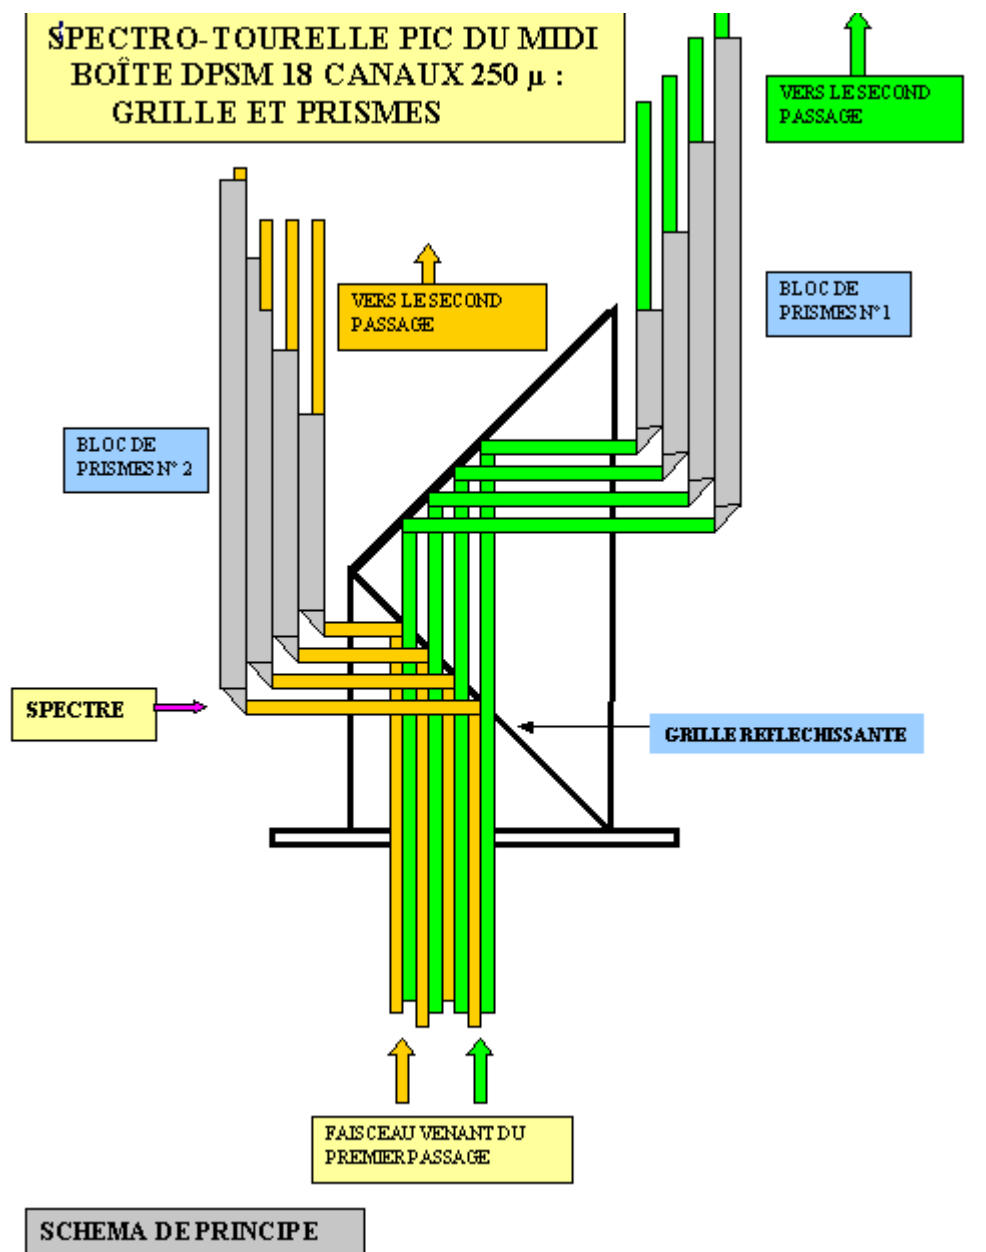 SPECTRO-TOURELLE PIC DU MIDI
BOÎTE DPSM 18 CANAUX 250 µ :
GRILLE ET PRISMES
VERS LE SECOND
PASSAGE
VERS LE SECOND
PASSAGE
BLOC DE
PRISMES N° 1
BLOC DE
PRISMES N° 2
SPECTRE
GRILLE REFLECHISSANTE
FAISCEAU VENANT DU
PREMIER PASSAGE
SCHEMA DE PRINCIPE